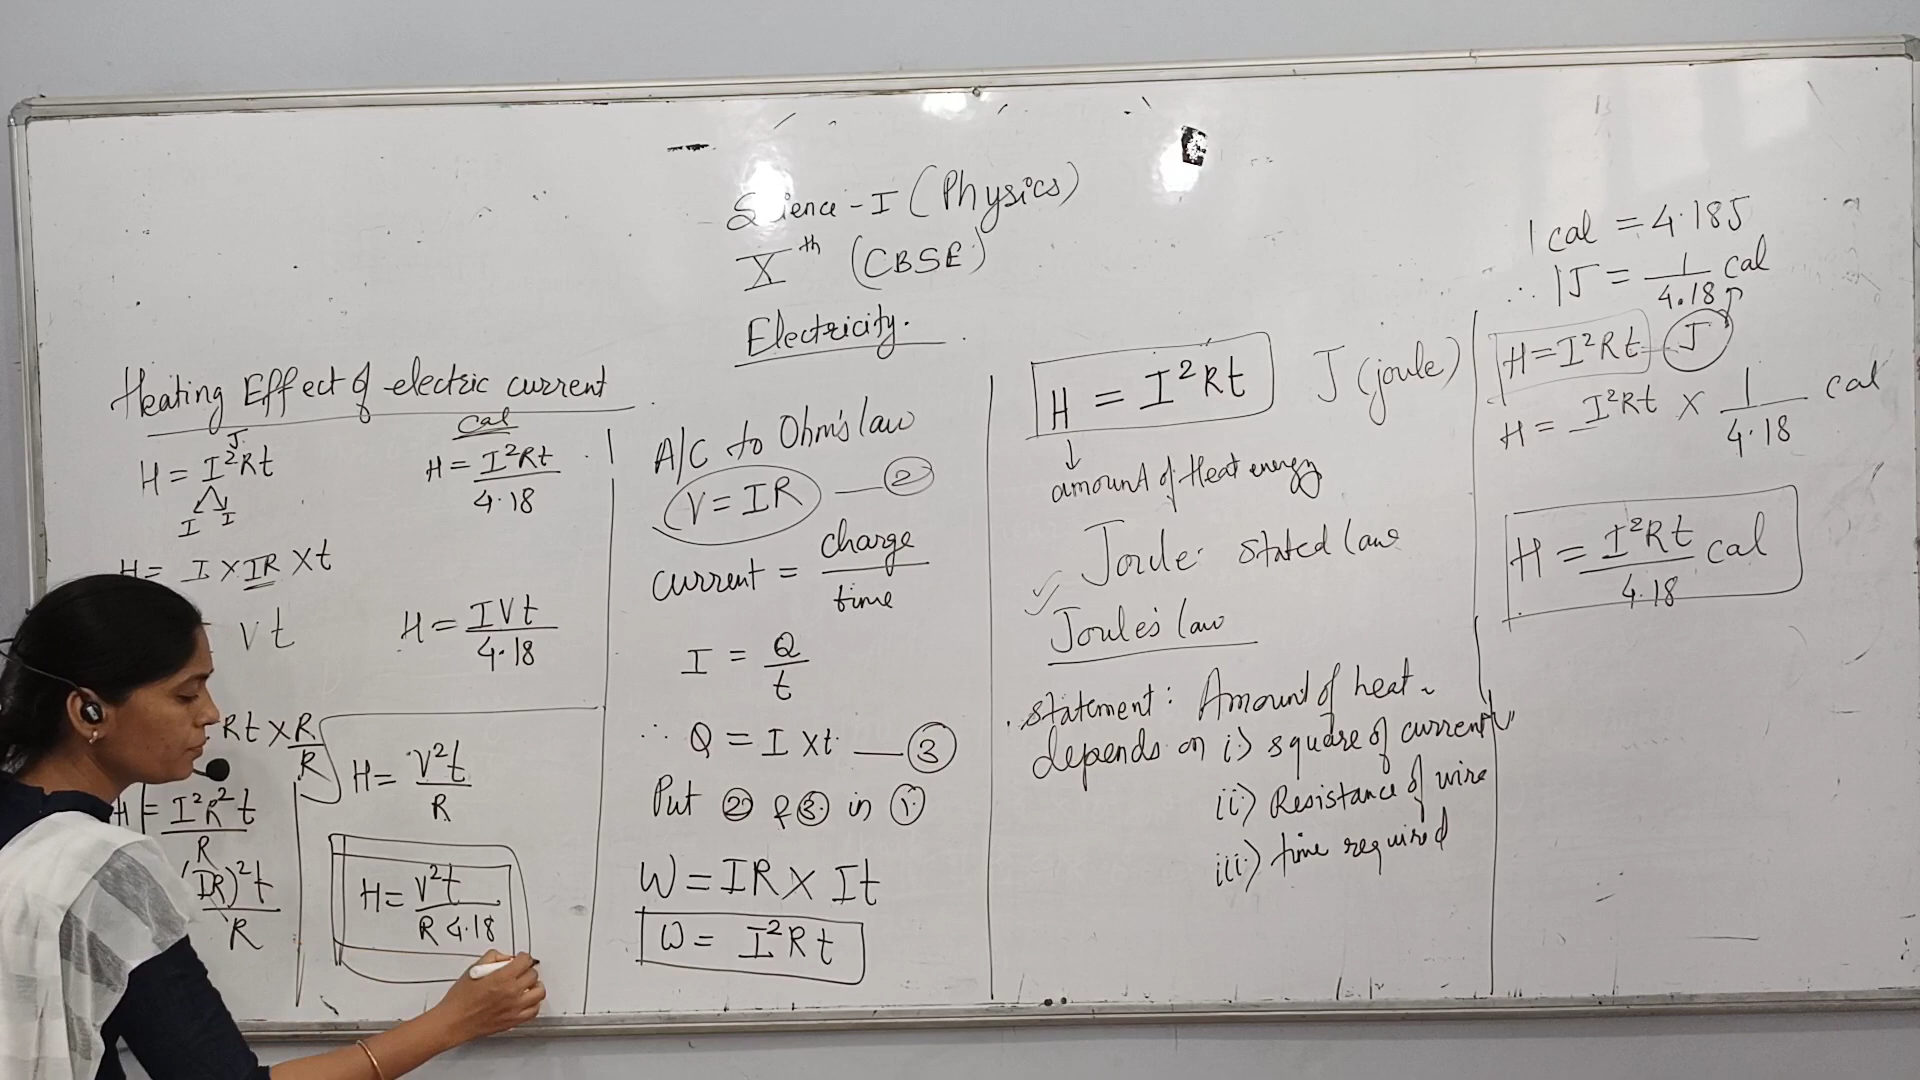 Science - I (Physics)
Xth (CBSE)
Electricity.
Heating Effect of electric current
J
H = I²Rt
I I
H = I × IR × t
Vt
Rt × R/R
H = I²R²t/R
(IR)²t/R
Cal
H = I²Rt/4.18
H = IVt/4.18
H = V²t/R
H = V²t/R 4.18
A/C to Ohm's law
V = IR — 2
current = charge/time
I = Q/t
∴ Q = I × t — 3
Put 2 & 3 in 1
W = IR × It
W = I²Rt
H = I²Rt J (joule)
↓
amount of Heat energy
Joule stated law
✓ Joule's law
statement: Amount of heat
depends on i) square of current
ii) Resistance of wire
iii) time required
1 cal = 4.18J
∴ 1J = 1/4.18 cal
H = I²Rt J
H = I²Rt × 1/4.18 cal
H = I²Rt/4.18 cal